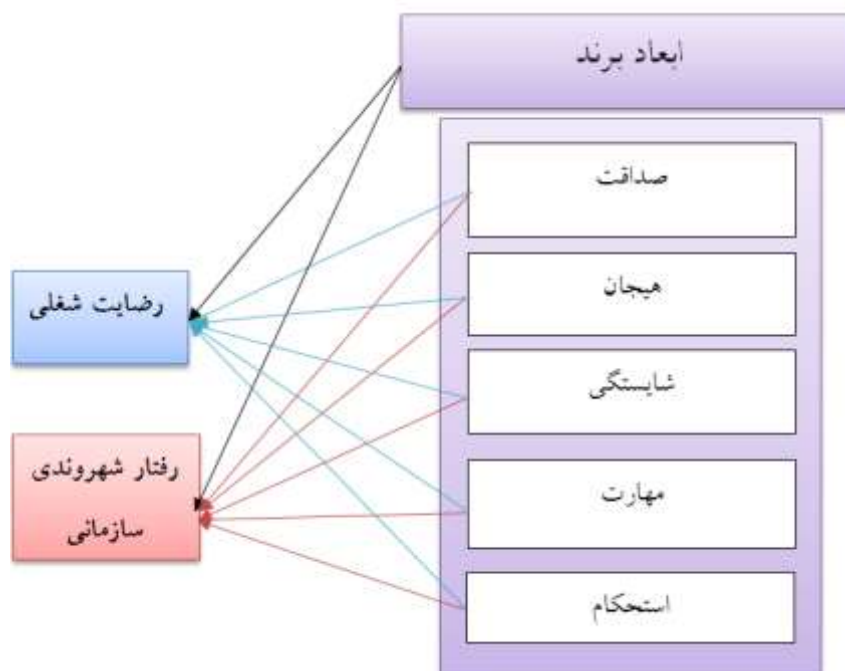 ابعاد برند
صداقت
هیجان
شایستگی
مهارت
استحکام
رضایت شغلی
رفتار شهروندی
سازمانی